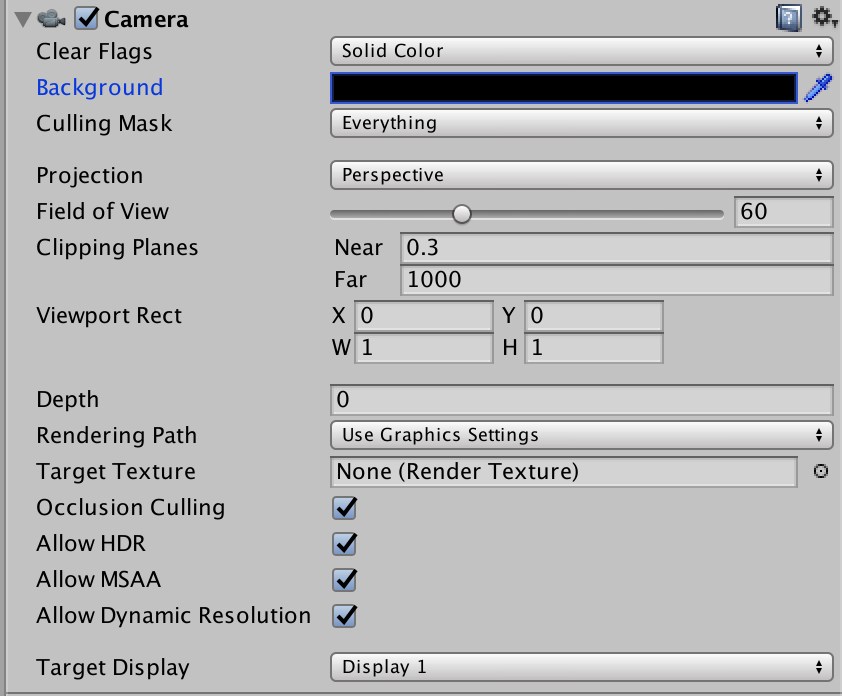 Camera
Clear Flags Solid Color
Background
Culling Mask Everything
Projection Perspective
Field of View 60
Clipping Planes Near 0.3
Far 1000
Viewport Rect X 0 Y 0
W 1 H 1
Depth 0
Rendering Path Use Graphics Settings
Target Texture None (Render Texture)
Occlusion Culling
Allow HDR
Allow MSAA
Allow Dynamic Resolution
Target Display Display 1